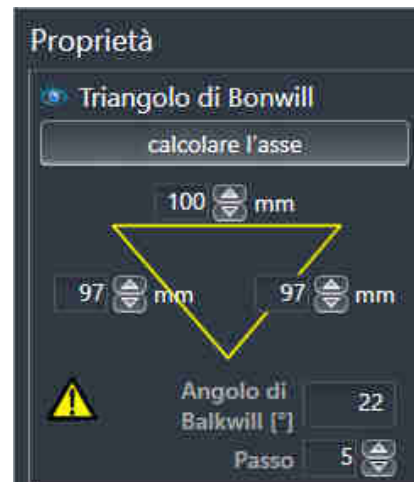 Proprietà
Triangolo di Bonwill
calcolare l'asse
100 mm
97 mm 97 mm
Angolo di 22
Balkwill [°]
Passo 5